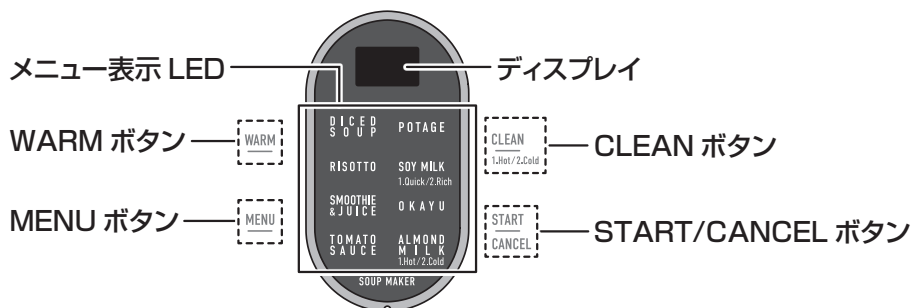 メニュー表示 LED
ディスプレイ
WARM ボタン
WARM
MENU ボタン
MENU
DICED
SOUP
POTAGE
RISOTTO
SOY MILK
1.Quick/2.Rich
SMOOTHIE
&JUICE
OKAYU
TOMATO
SAUCE
ALMOND
MILK
1.Hot/2.Cold
SOUP MAKER
CLEAN
1.Hot/2.Cold
CLEAN ボタン
START
CANCEL
START/CANCEL ボタン